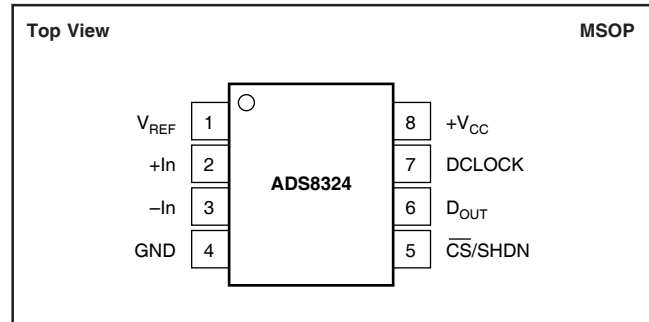 Top View MSOP
V_REF 1 8 +V_CC
+In 2 7 DCLOCK
ADS8324
–In 3 6 D_OUT
GND 4 5 C̅S̅/SHDN